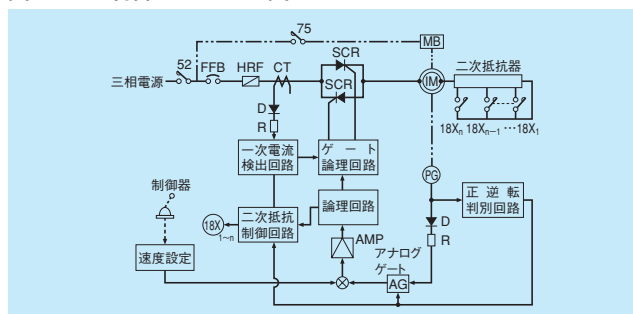 75
MB
SCR
52
FFB
HRF
CT
三相電源
SCR
IM
二次抵抗器
18Xn 18Xn-1 …18X1
D
R
一次電流
検出回路
ゲート
論理回路
PG
制御器
正逆転
判別回路
D
R
18X
1~n
二次抵抗
制御回路
論理回路
AMP
アナログ
ゲート
速度設定
AG